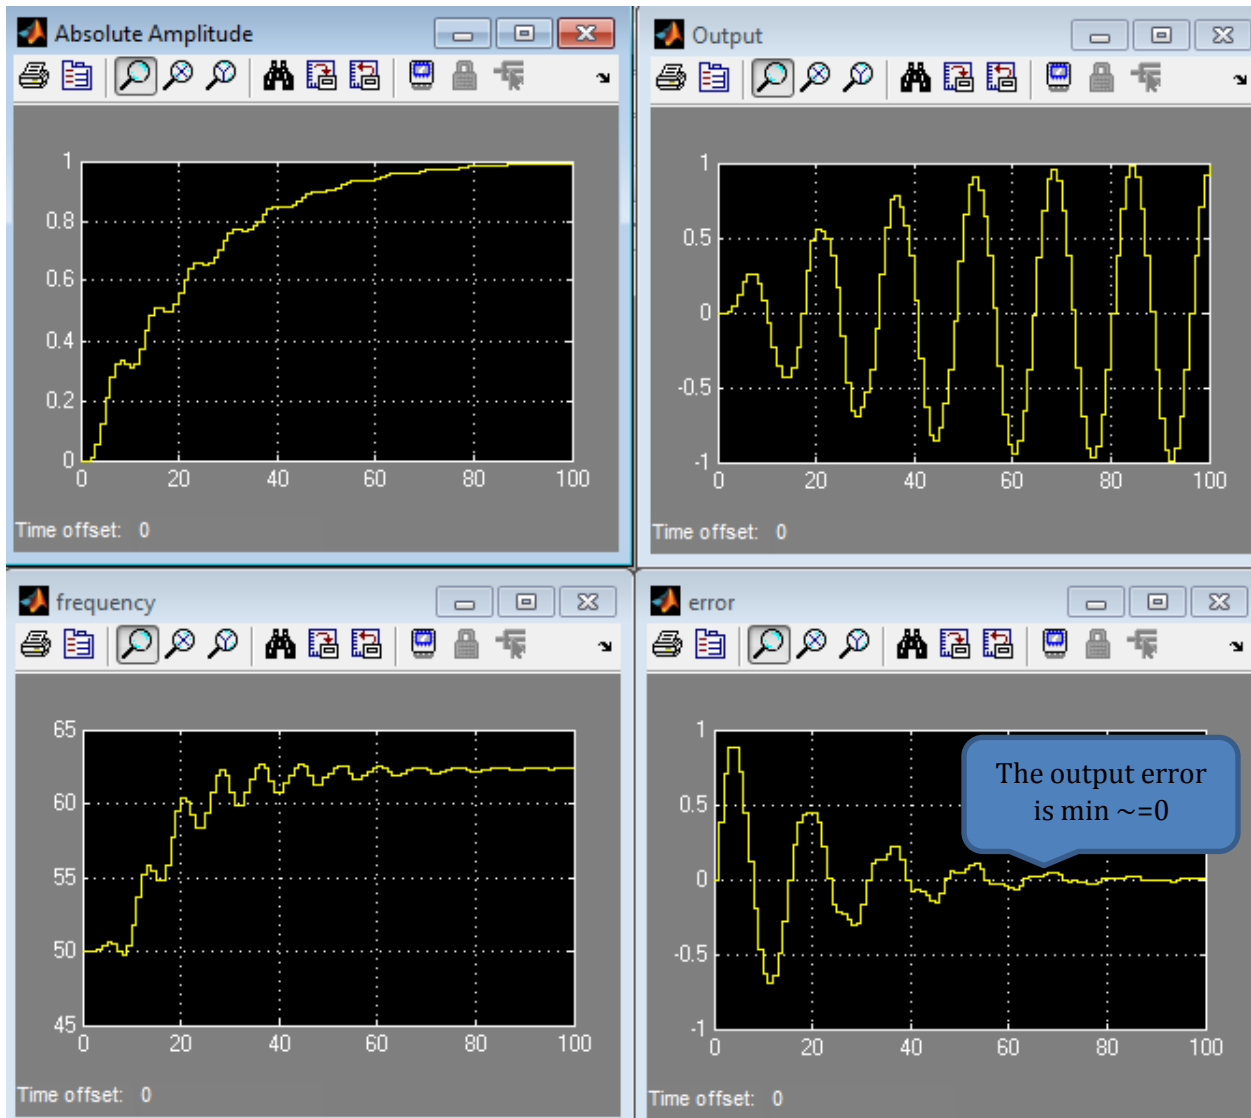 Absolute Amplitude
1
0.8
0.6
0.4
0.2
0
0 20 40 60 80 100
Time offset: 0
Output
1
0.5
0
-0.5
-1
0 20 40 60 80 100
Time offset: 0
frequency
65
60
55
50
45
0 20 40 60 80 100
Time offset: 0
error
1
0.5
0
-0.5
-1
0 20 40 60 80 100
The output error
is min ~=0
Time offset: 0